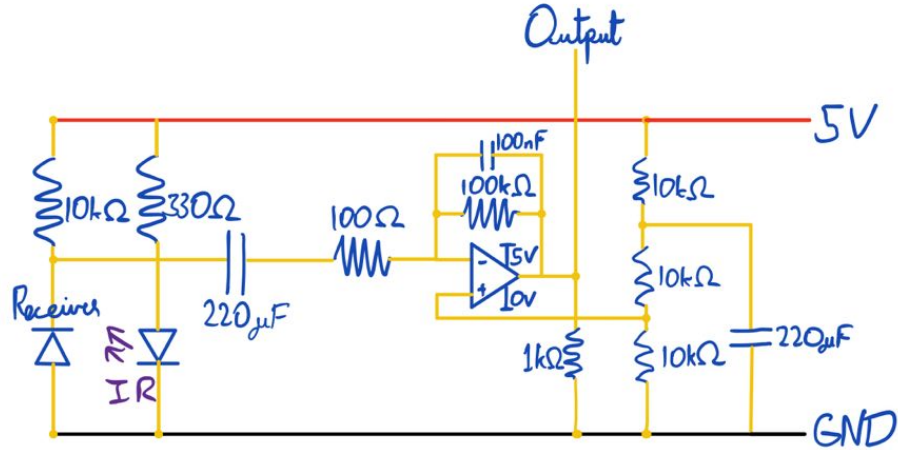 Output
5V
100nF
100kΩ
10kΩ
330Ω
100Ω
10kΩ
-
5V
+
0V
10kΩ
Receiver
220µF
IR
1kΩ
10kΩ
220µF
GND